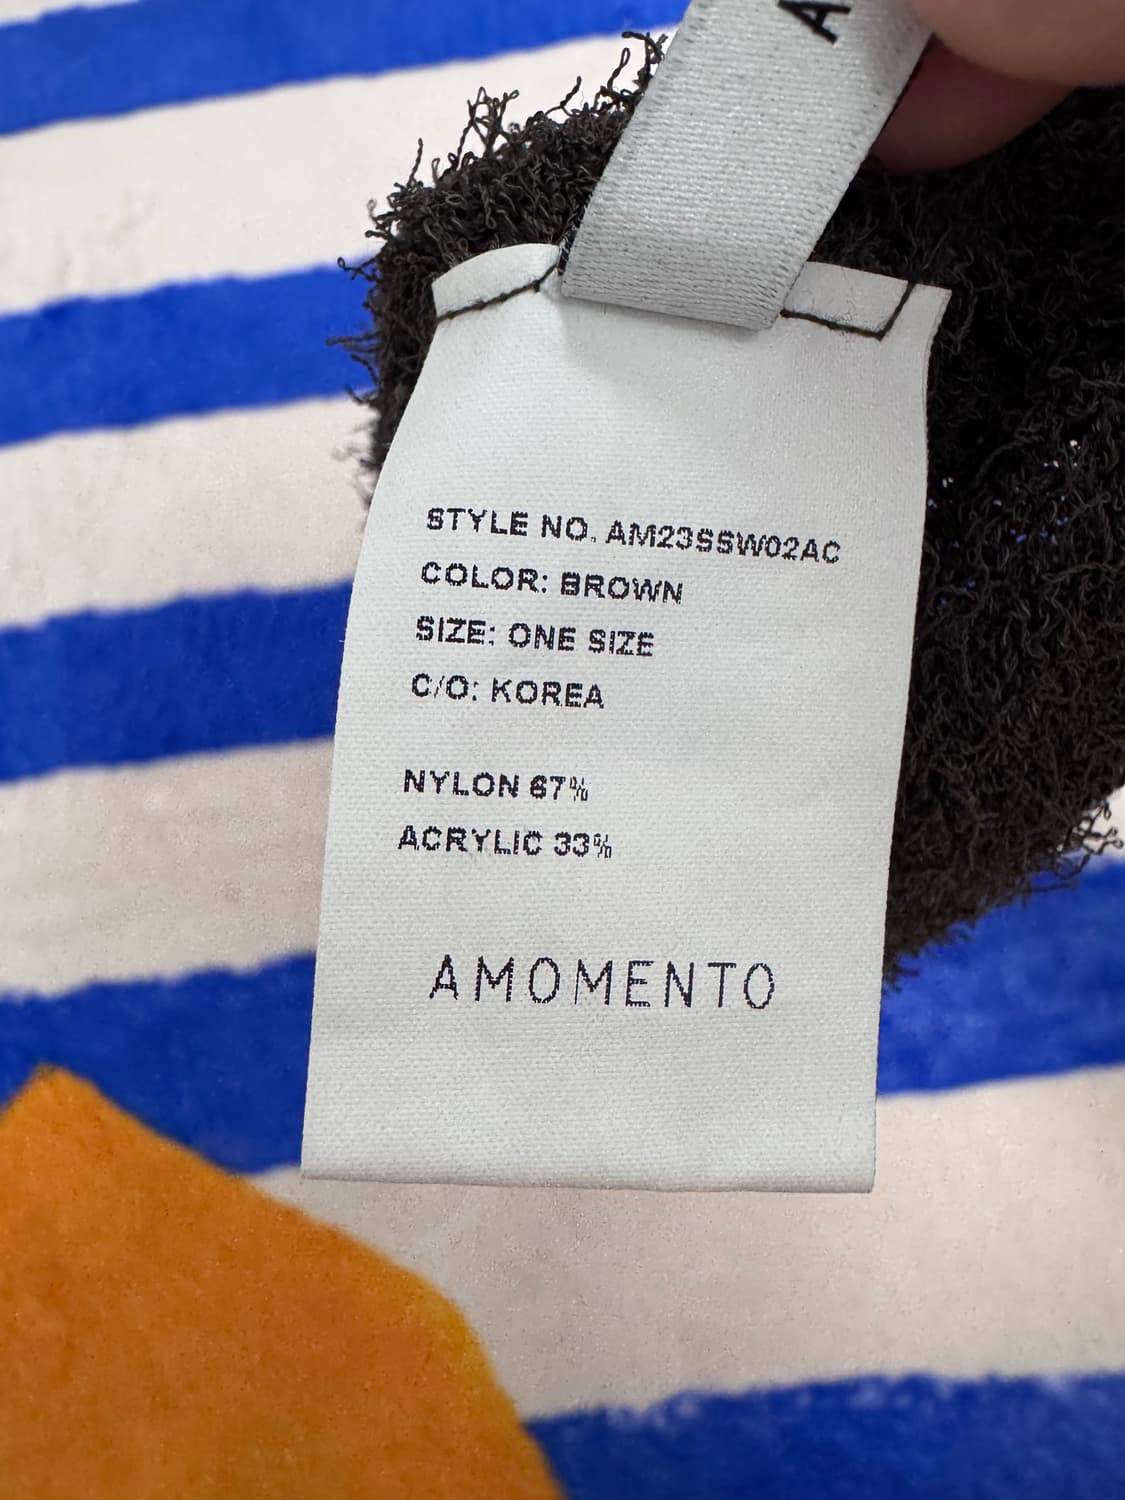 A
STYLE NO. AM23SSW02AC
COLOR: BROWN
SIZE: ONE SIZE
C/O: KOREA
NYLON 67%
ACRYLIC 33%
AMOMENTO